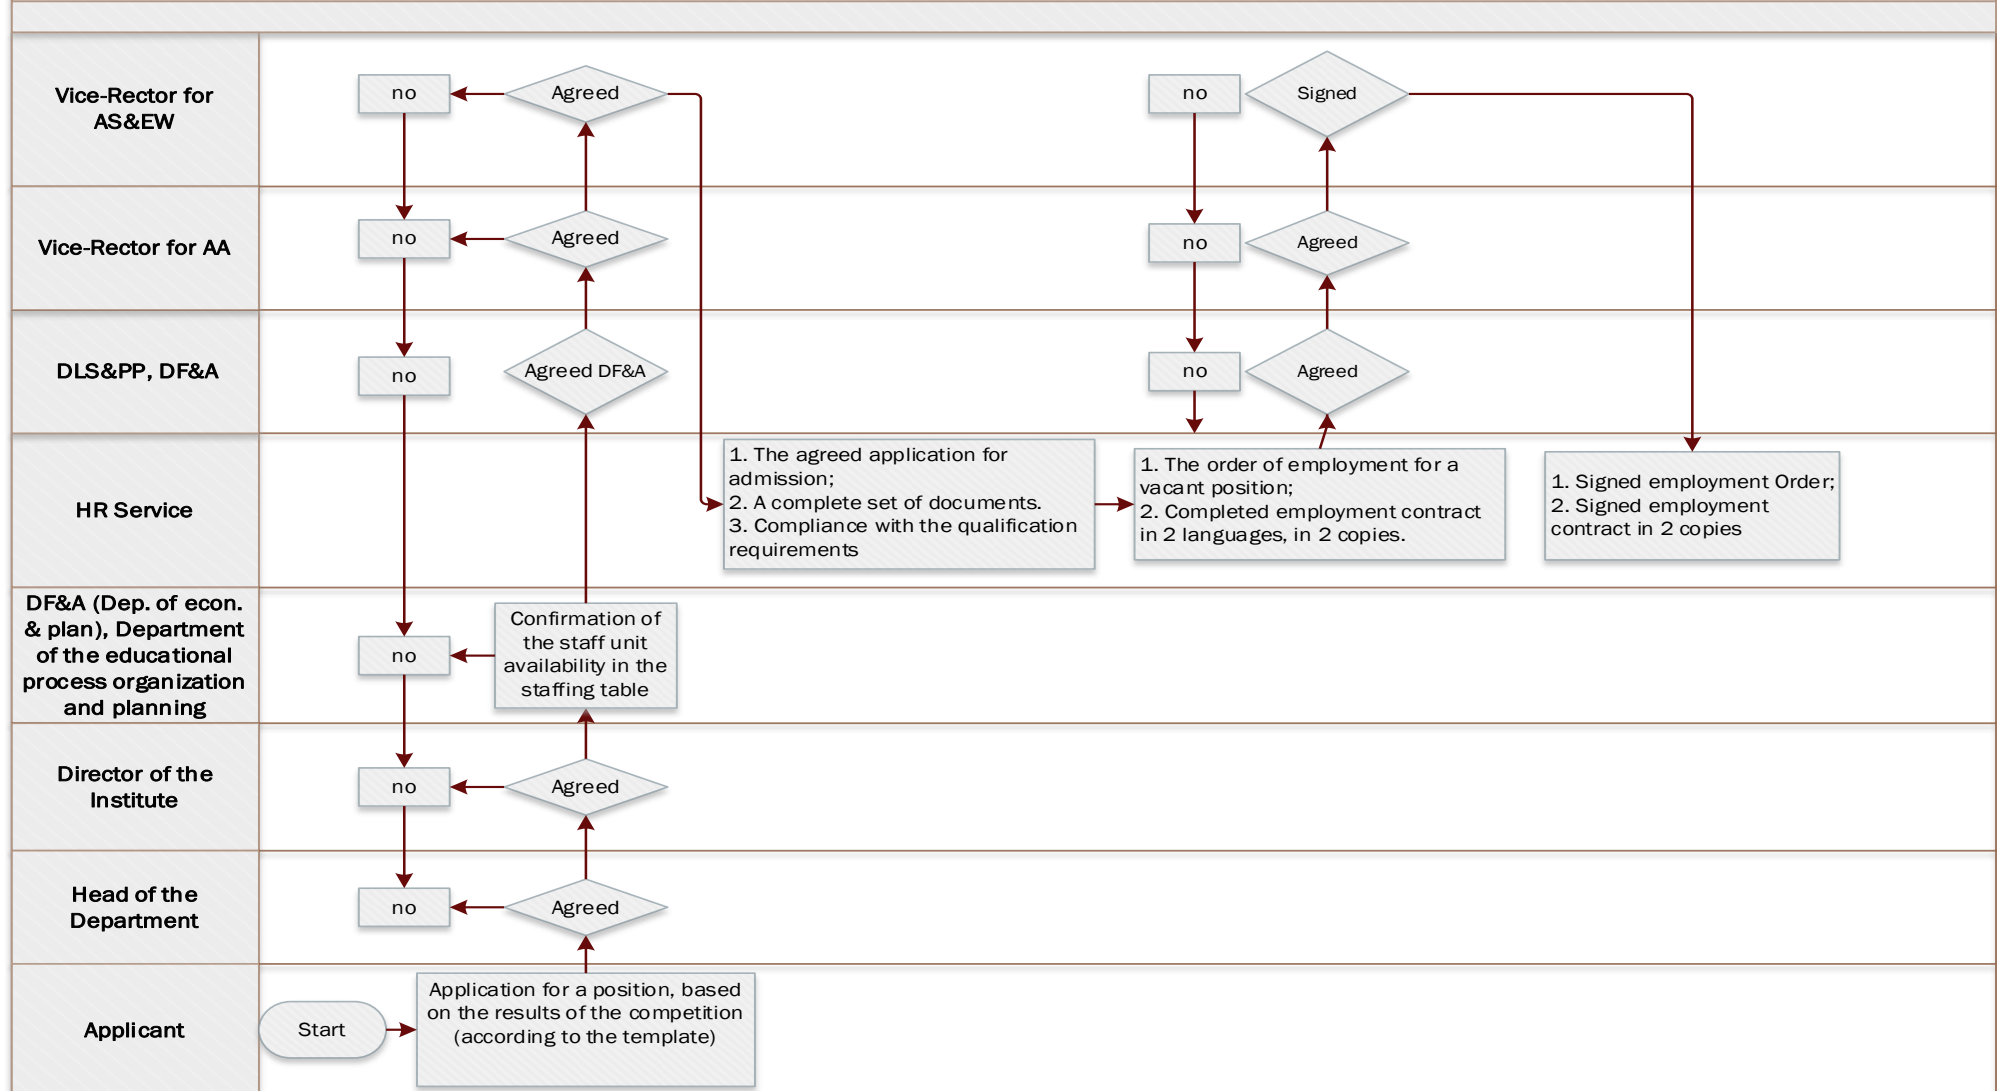 Vice-Rector for
AS&EW
no
Agreed
no
Signed
Vice-Rector for AA
no
Agreed
no
Agreed
DLS&PP, DF&A
no
Agreed DF&A
no
Agreed
HR Service
1. The agreed application for
admission;
2. A complete set of documents.
3. Compliance with the qualification
requirements
1. The order of employment for a
vacant position;
2. Completed employment contract
in 2 languages, in 2 copies.
1. Signed employment Order;
2. Signed employment
contract in 2 copies
DF&A (Dep. of econ.
& plan), Department
of the educational
process organization
and planning
no
Confirmation of
the staff unit
availability in the
staffing table
Director of the
Institute
no
Agreed
Head of the
Department
no
Agreed
Applicant
Start
Application for a position, based
on the results of the competition
(according to the template)